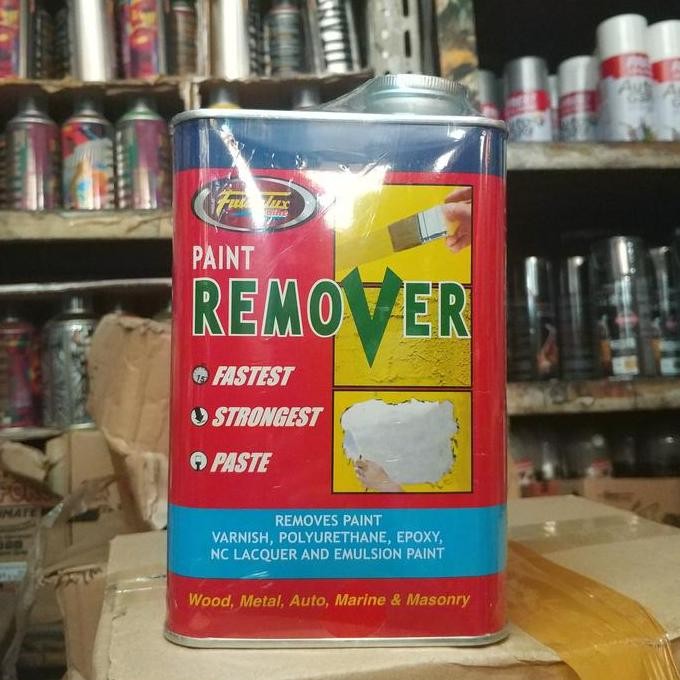 PAINT
REMOVER
FASTEST
STRONGEST
PASTE
REMOVES PAINT
VARNISH, POLYURETHANE, EPOXY,
NC LACQUER AND EMULSION PAINT
Wood, Metal, Auto, Marine & Masonry